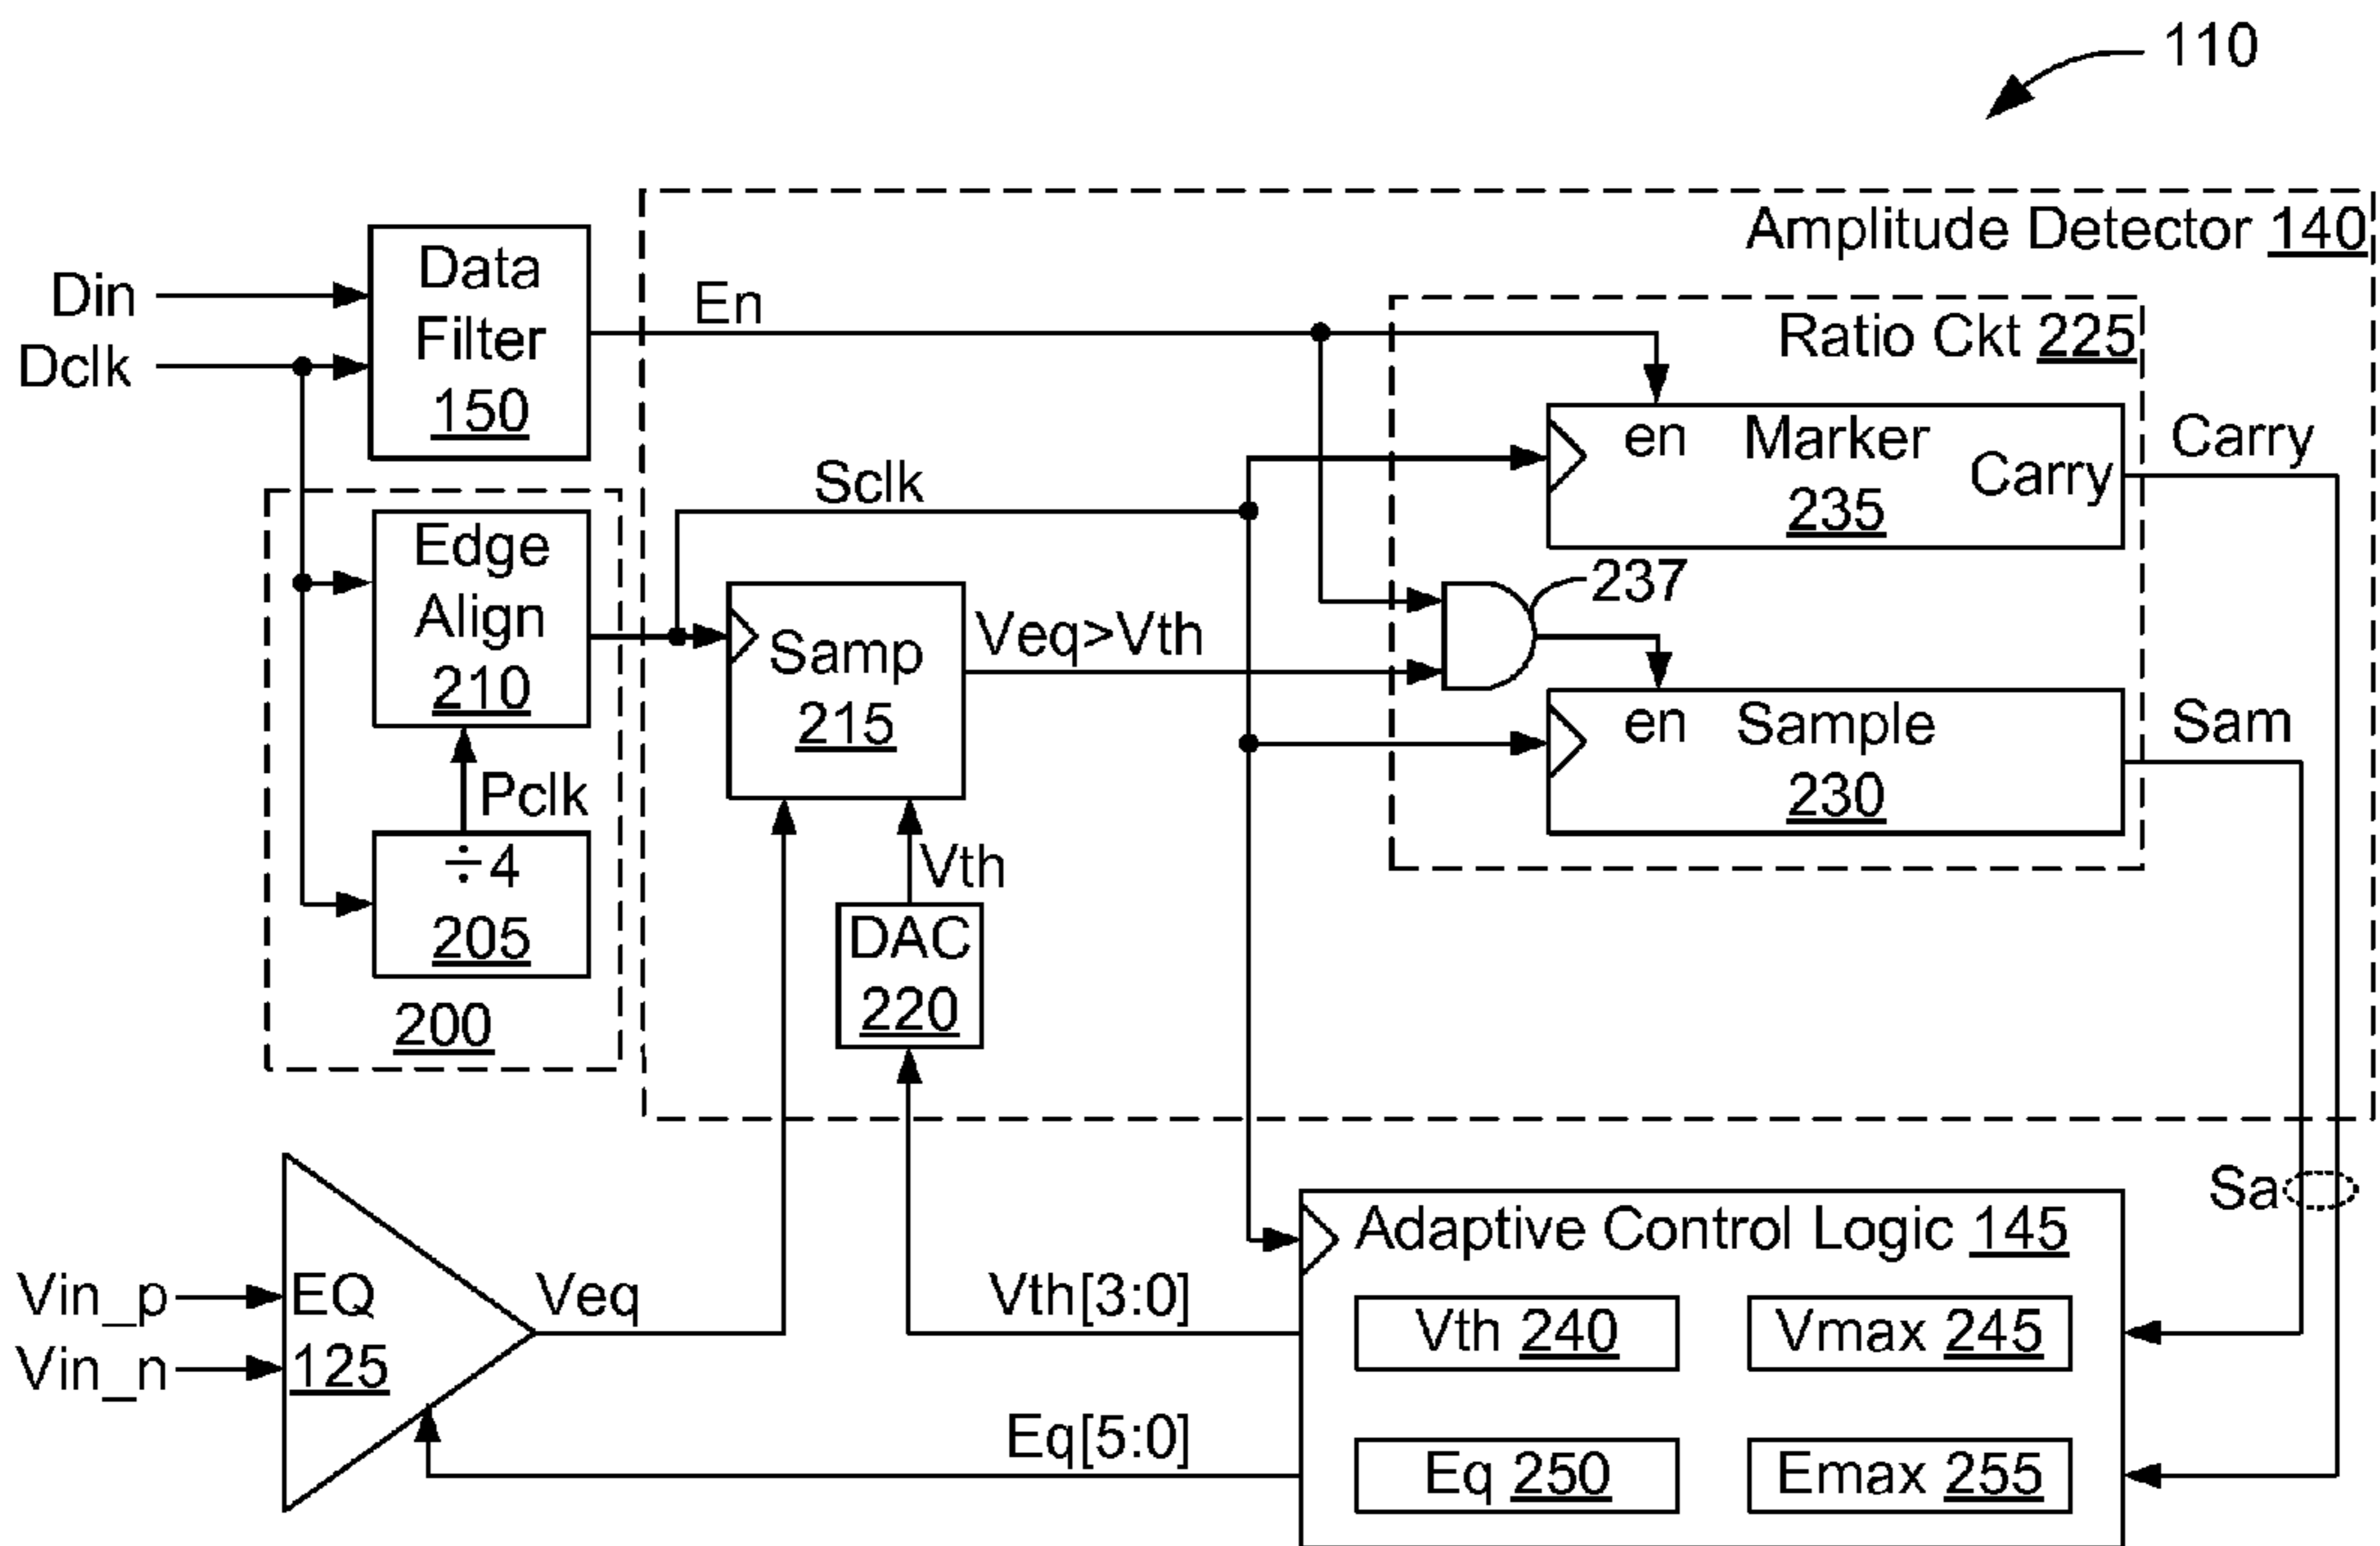 110
Amplitude Detector 140
Din
Dclk
Data
Filter
150
En
Ratio Ckt 225
en Marker
Carry
235
Carry
Sclk
Edge
Align
210
Pclk
÷4
205
200
Samp
215
Veq>Vth
237
en Sample
230
Sam
Vth
DAC
220
Sa
Vin_p
Vin_n
EQ
125
Veq
Vth[3:0]
Eq[5:0]
Adaptive Control Logic 145
Vth 240
Vmax 245
Eq 250
Emax 255